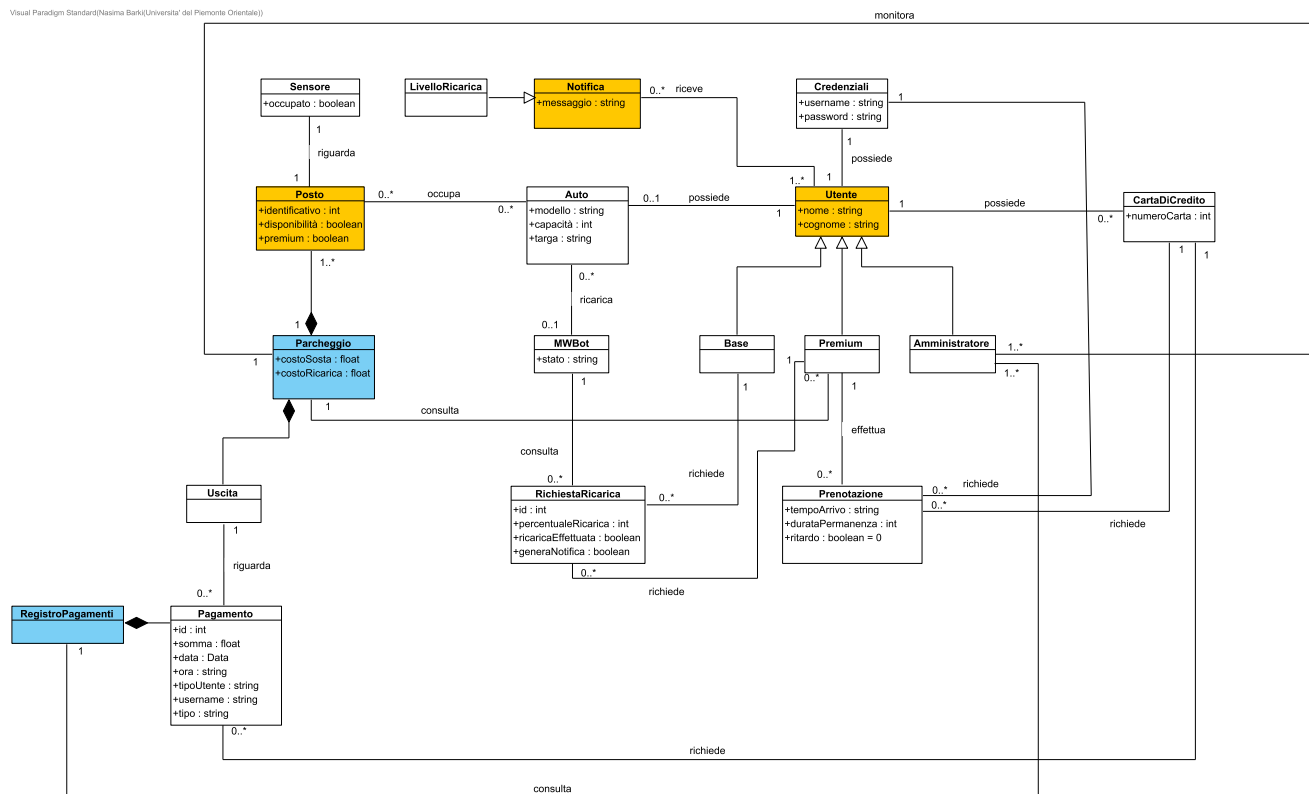 Visual Paradigm Standard(Nasima Barki(Universita' del Piemonte Orientale))
monitora
Sensore
+occupato : boolean
LivelloRicarica
Notifica
+messaggio : string
0..*
riceve
Credenziali
+username : string
+password : string
1
1
riguarda
1
1
possiede
1
1..*
Posto
+identificativo : int
+disponibilità : boolean
+premium : boolean
0..*
occupa
0..*
Auto
+modello : string
+capacità : int
+targa : string
0..1
possiede
1
Utente
+nome : string
+cognome : string
1
possiede
0..*
CartaDiCredito
+numeroCarta : int
1
1
1..*
1
0..*
ricarica
0..1
Parcheggio
+costoSosta : float
+costoRicarica : float
1
1
MWBot
+stato : string
1
Base
1
Premium
1
0..*
1
Amministratore
1..*
1..*
consulta
effettua
0..*
consulta
0..*
Uscita
1
RichiestaRicarica
+id : int
+percentualeRicarica : int
+ricaricaEffettuata : boolean
+generaNotifica : boolean
richiede
0..*
0..*
richiede
Prenotazione
+tempoArrivo : string
+durataPermanenza : int
+ritardo : boolean = 0
0..*
richiede
0..*
richiede
riguarda
0..*
RegistroPagamenti
1
Pagamento
+id : int
+somma : float
+data : Data
+ora : string
+tipoUtente : string
+username : string
+tipo : string
0..*
richiede
consulta